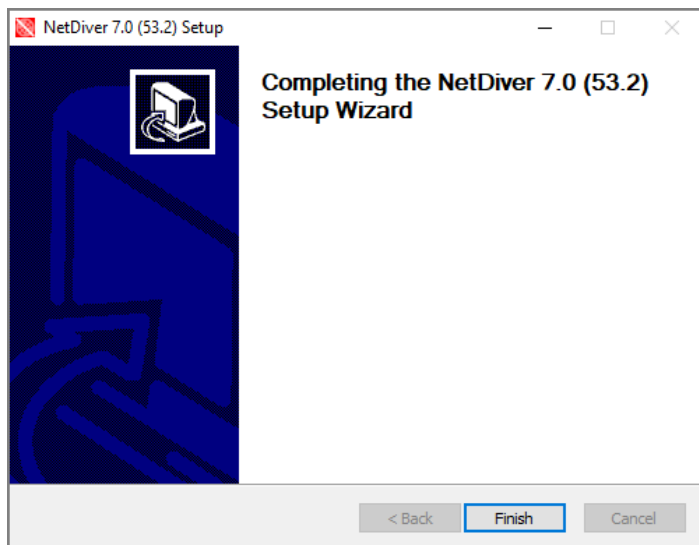 NetDiver 7.0 (53.2) Setup
Completing the NetDiver 7.0 (53.2)
Setup Wizard
< Back
Finish
Cancel